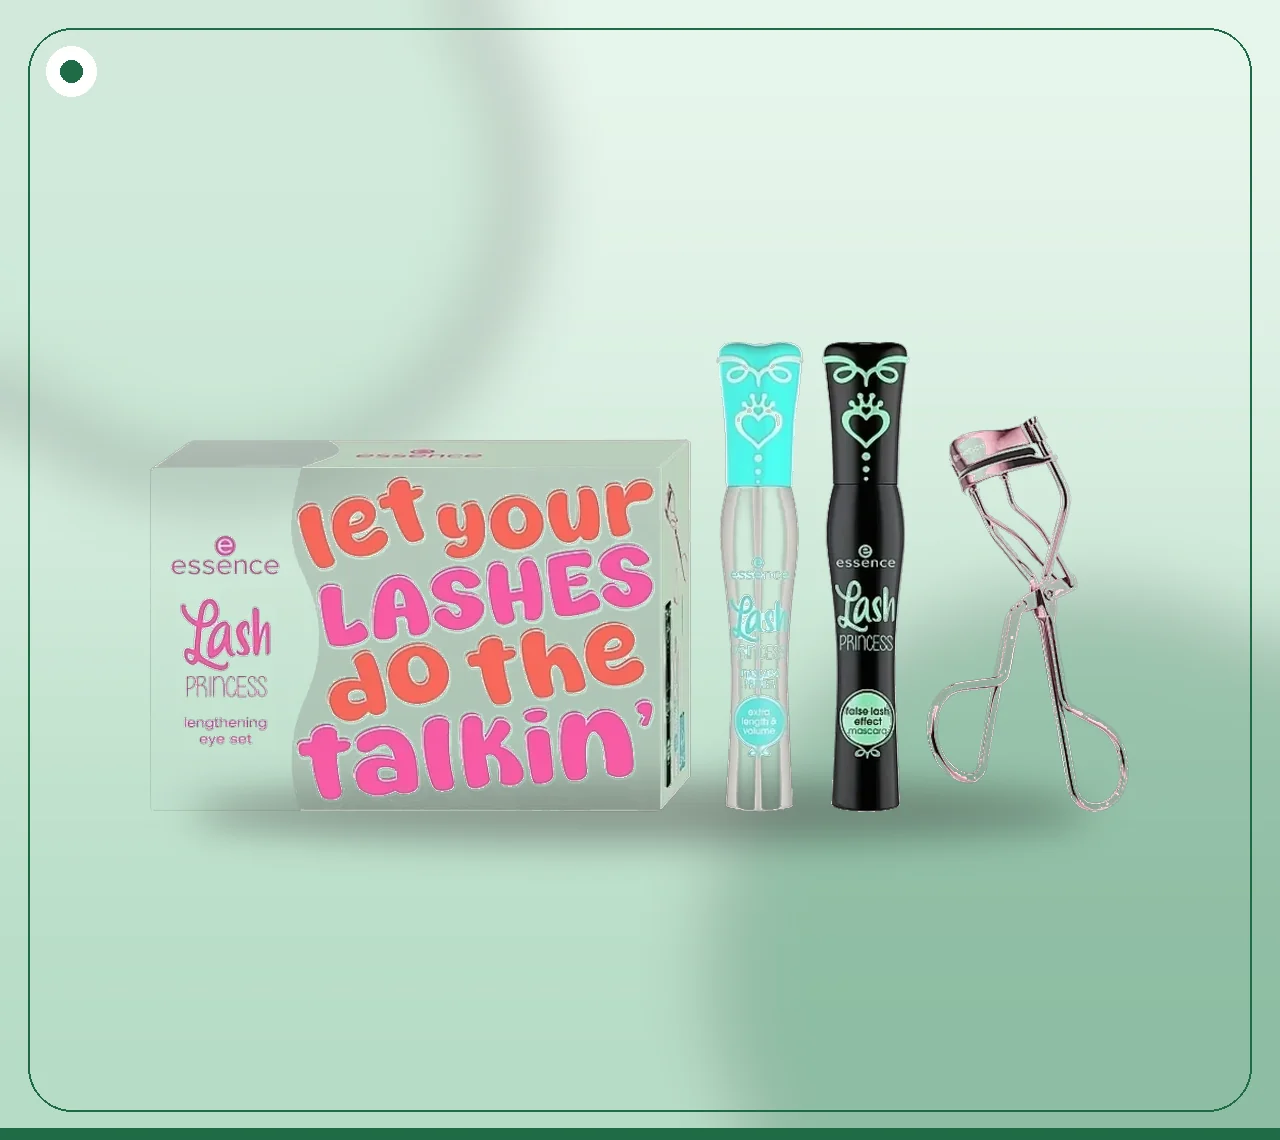 essence
let your
LASHES
do the
talkin'
e
essence
Lash
PRINCESS
lengthening
eye set
essence
Lash
PRINCESS
extra
length &
volume
e
essence
Lash
PRINCESS
false lash
effect
mascara